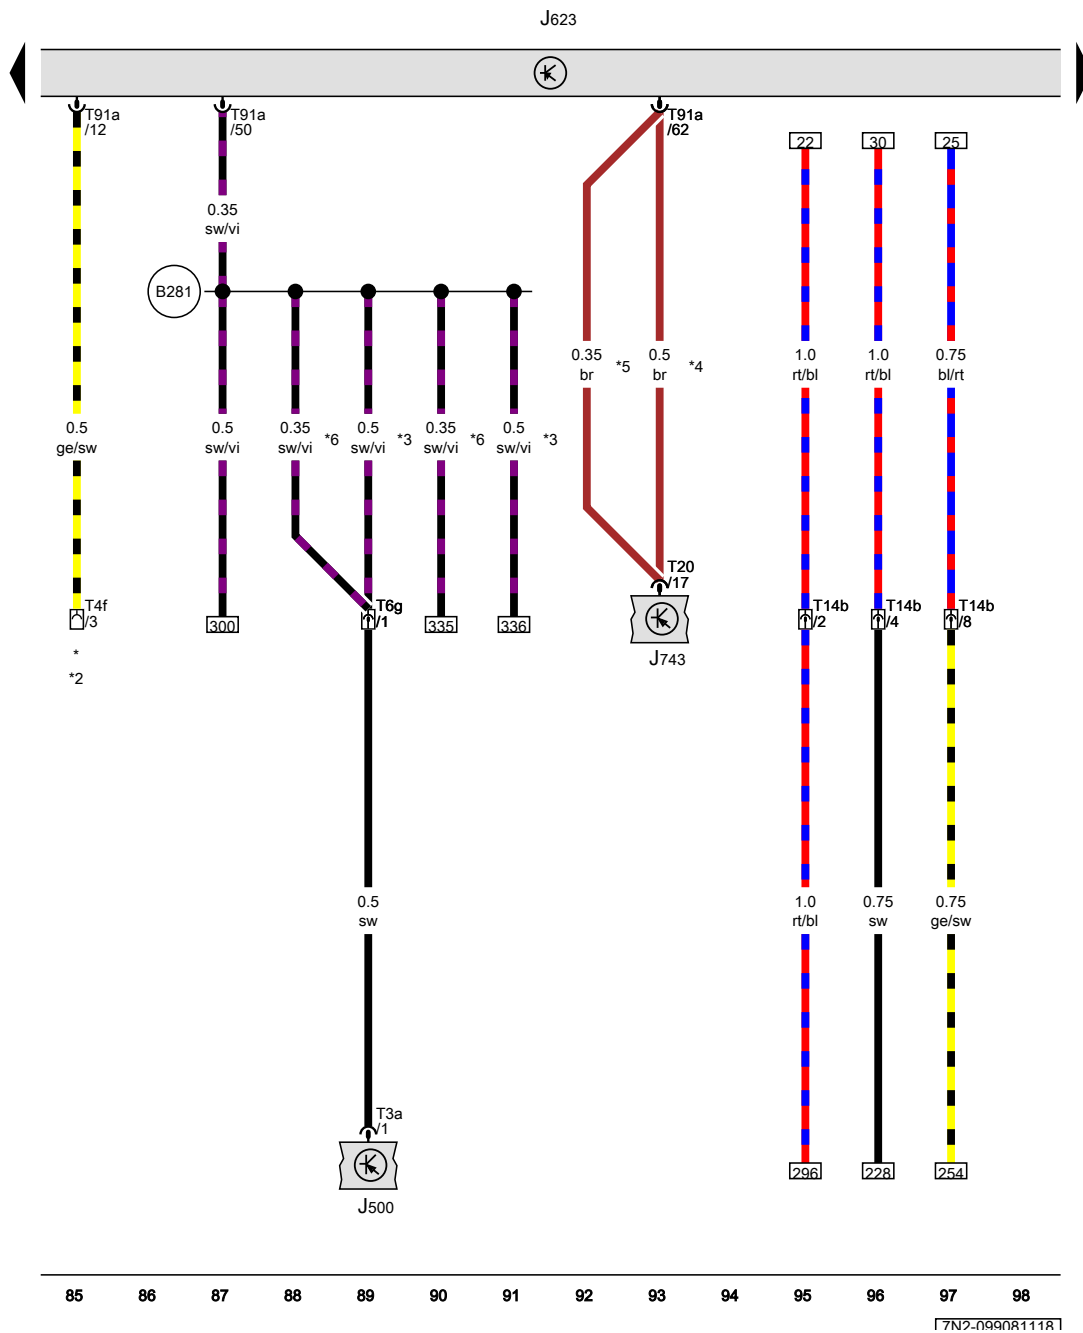 J623
T91a
/12
T91a
/50
T91a
/62
22
30
25
0.35
sw/vi
B281
0.35
br
*5
0.5
br
*4
1.0
rt/bl
1.0
rt/bl
0.75
bl/rt
0.5
ge/sw
0.5
sw/vi
0.35
sw/vi
*6
0.5
sw/vi
*3
0.35
sw/vi
*6
0.5
sw/vi
*3
T20
/17
T4f
/3
300
T6g
/1
335
336
T14b
/2
T14b
/4
T14b
/8
*
*2
J743
0.5
sw
1.0
rt/bl
0.75
sw
0.75
ge/sw
T3a
/1
296
228
254
J500
85
86
87
88
89
90
91
92
93
94
95
96
97
98
7N2-099081118